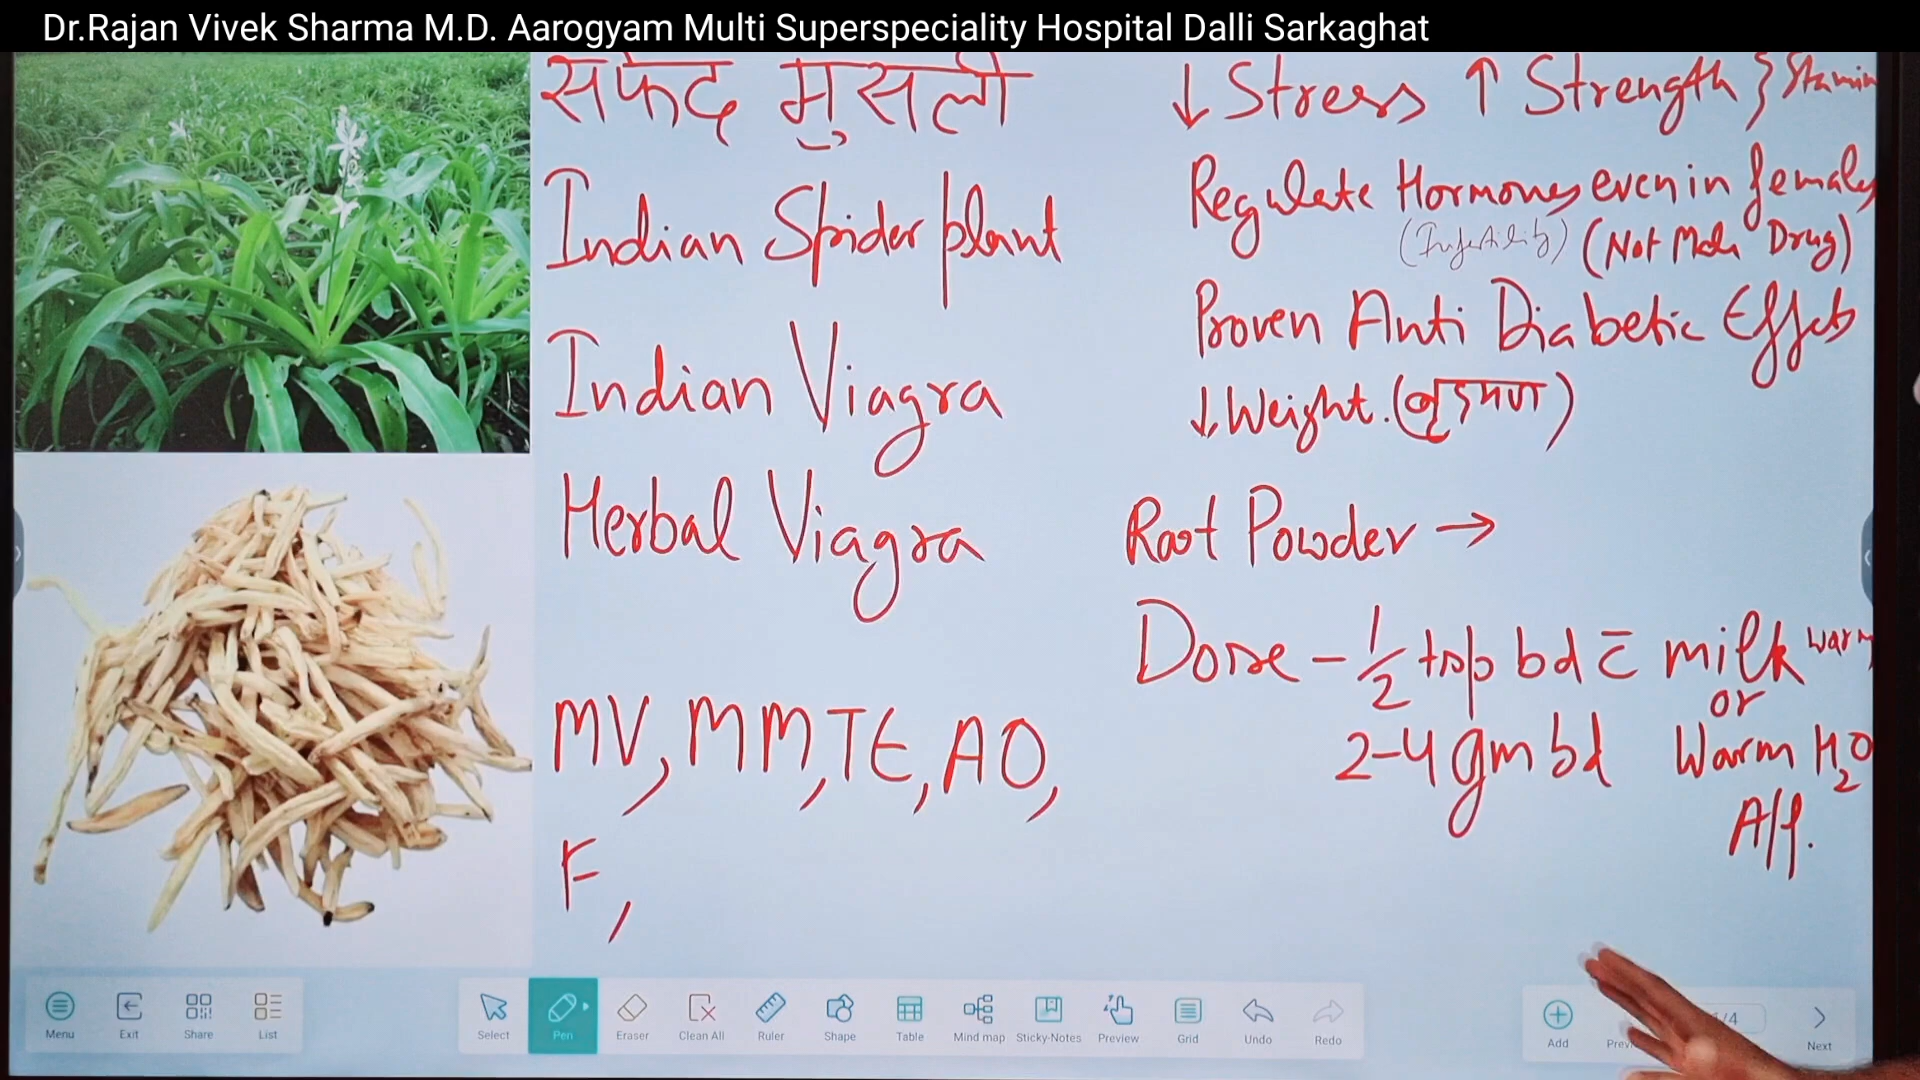 Dr.Rajan Vivek Sharma M.D. Aarogyam Multi Superspeciality Hospital Dalli Sarkaghat
सफेद मुसली
Indian Spider plant
Indian Viagra
Herbal Viagra
MV, MM, TE, AO,
F,
↓ Stress ↑ Strength } Stamin
Regulate Hormones even in females
(Infertility) (Not Male Drug)
Proven Anti Diabetic Effets
↓ Weight.
Root Powder →
Dose - 1/2 tsp bd c̄ milk warm
or
2-4 gm bd Warm H₂O
A/f.
Menu
Exit
Share
List
Select
Pen
Eraser
Clean All
Ruler
Shape
Table
Mind map
Sticky-Notes
Preview
Grid
Undo
Redo
Add
/4
Next